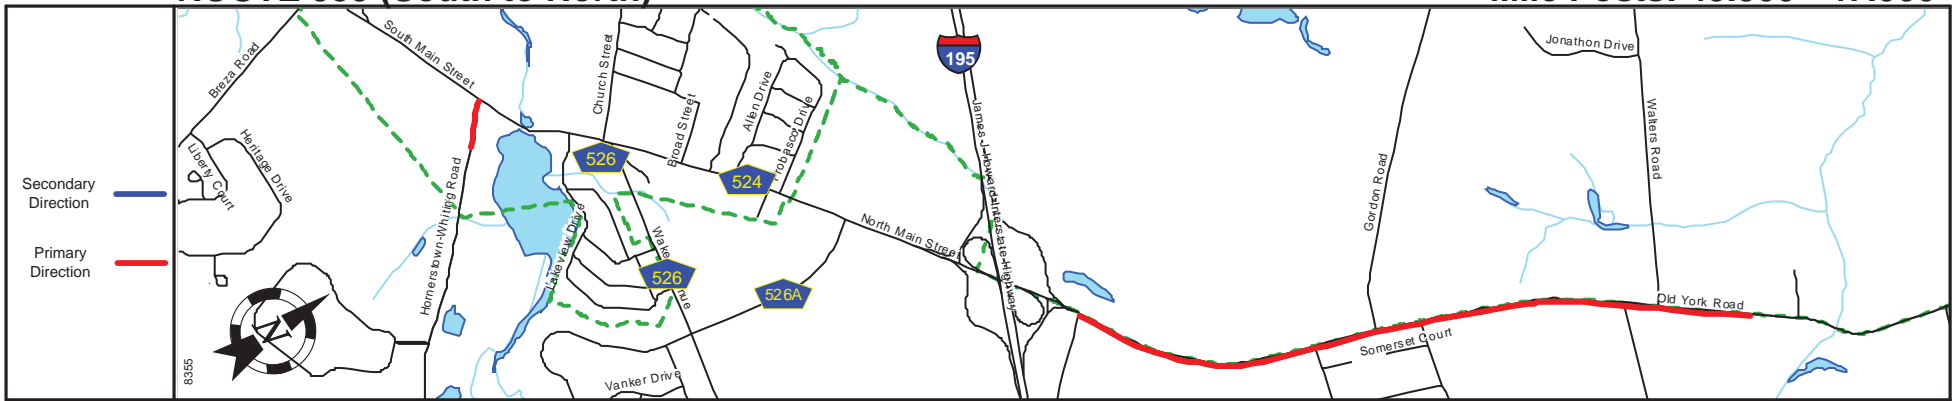 Secondary
Direction
Primary
Direction
Breza Road
South Main Street
Church Street
Broad Street
Allen Drive
Probasco Drive
195
James J Howard Interstate Highway
Jonathon Drive
Walters Road
Gordon Road
Heritage Drive
Liberty Court
Hornerstown-Whiting Road
Lakeview Drive
526
524
526
526A
North Main Street
Old York Road
Somerset Court
Vanker Drive
N
8355